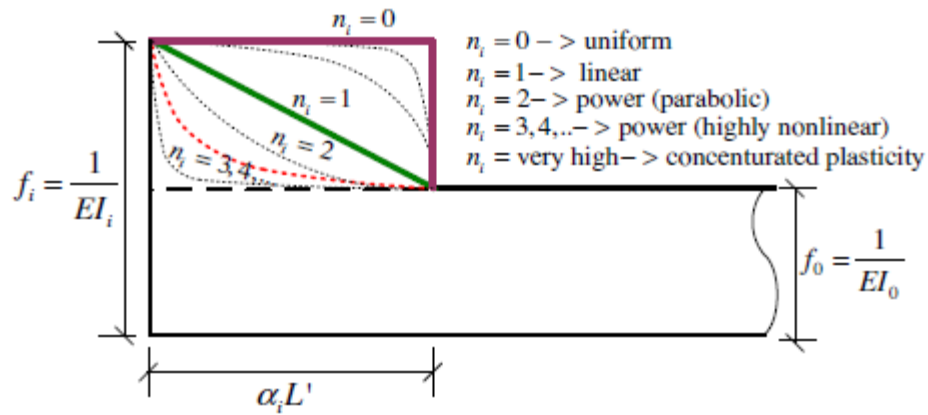 n_i = 0
n_i = 0 − > uniform
n_i = 1− > linear
n_i = 2− > power (parabolic)
n_i = 3,4,..− > power (highly nonlinear)
n_i = very high− > concenturated plasticity
n_i = 1
n_i = 2
n_i = 3,4,..
f_i = 1/EI_i
f_0 = 1/EI_0
α_i L'